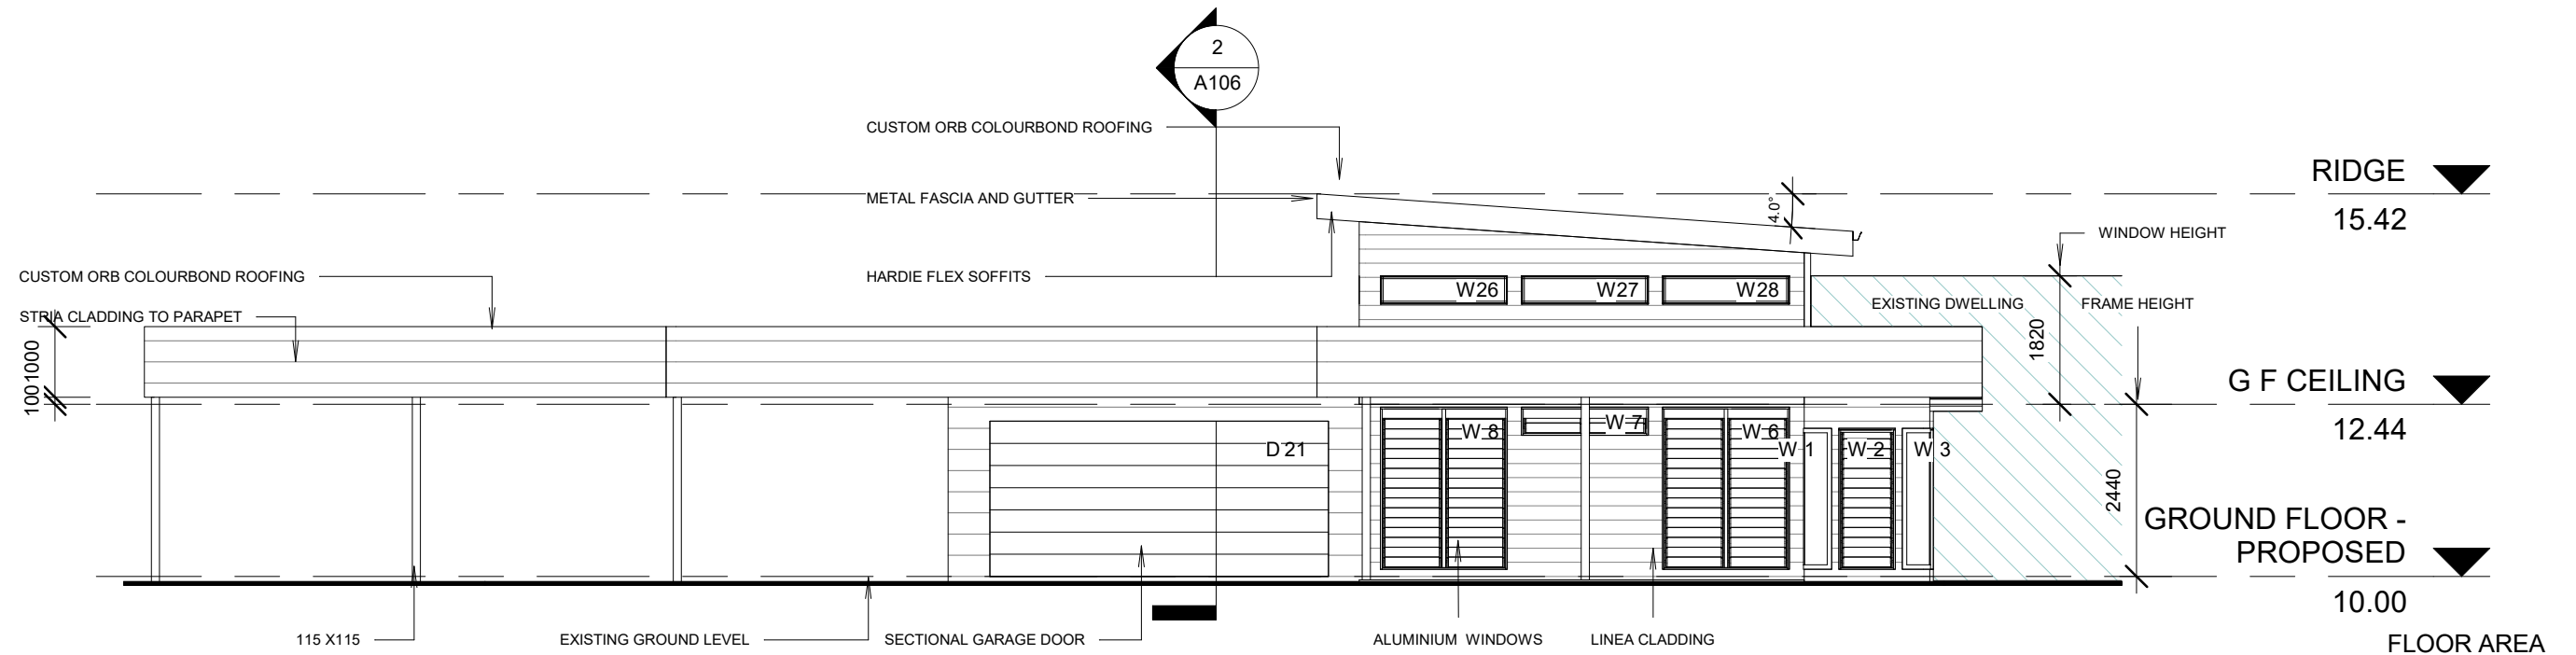 2
A106
CUSTOM ORB COLOURBOND ROOFING
RIDGE
METAL FASCIA AND GUTTER
4.0°
15.42
WINDOW HEIGHT
CUSTOM ORB COLOURBOND ROOFING
HARDIE FLEX SOFFITS
W26
W27
W28
EXISTING DWELLING
FRAME HEIGHT
STRIA CLADDING TO PARAPET
1000
100
1820
G F CEILING
12.44
D 21
W 8
W 7
W 6
W 1
W 2
W 3
2440
GROUND FLOOR -
PROPOSED
10.00
115 X115
EXISTING GROUND LEVEL
SECTIONAL GARAGE DOOR
ALUMINIUM WINDOWS
LINEA CLADDING
FLOOR AREA